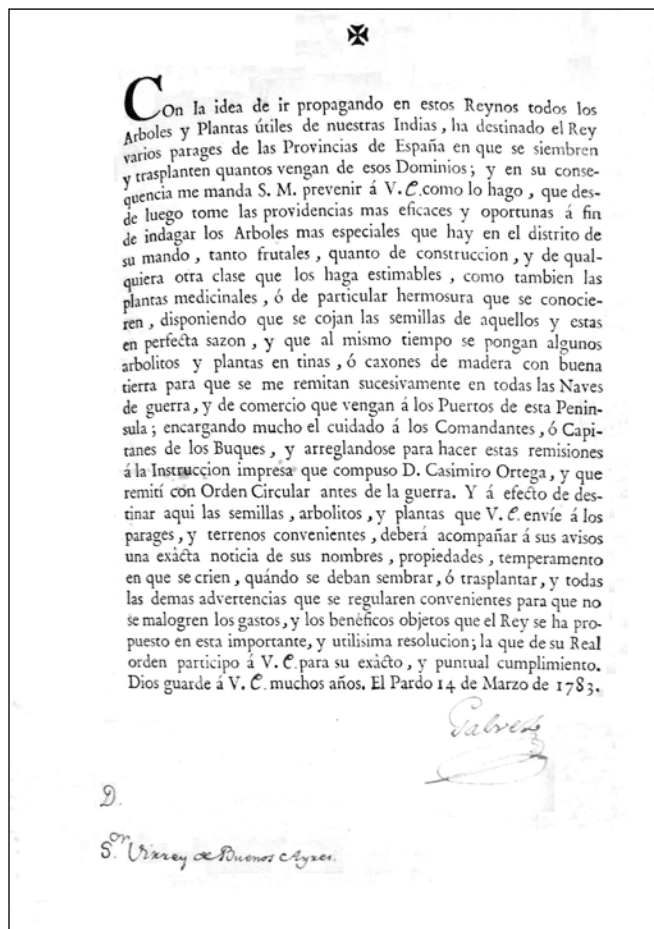 ✠
Con la idea de ir propagando en estos Reynos todos los
Arboles y Plantas útiles de nuestras Indias, ha destinado el Rey
varios parages de las Provincias de España en que se siembren
y trasplanten quantos vengan de esos Dominios; y en su conse-
quencia me manda S. M. prevenir á V. E. como lo hago, que des-
de luego tome las providencias mas eficaces y oportunas á fin
de indagar los Arboles mas especiales que hay en el distrito de
su mando, tanto frutales, quanto de construccion, y de qual-
quiera otra clase que los haga estimables, como tambien las
plantas medicinales, ó de particular hermosura que se conocie-
ren, disponiendo que se cojan las semillas de aquellos y estas
en perfecta sazon, y que al mismo tiempo se pongan algunos
arbolitos y plantas en tinas, ó caxones de madera con buena
tierra para que se me remitan sucesivamente en todas las Naves
de guerra, y de comercio que vengan á los Puertos de esta Penin-
sula; encargando mucho el cuidado á los Comandantes, ó Capi-
tanes de los Buques, y arreglandose para hacer estas remisiones
á la Instruccion impresa que compuso D. Casimiro Ortega, y que
remití con Orden Circular antes de la guerra. Y á efecto de des-
tinar aqui las semillas, arbolitos, y plantas que V. E. envíe á los
parages, y terrenos convenientes, deberá acompañar á sus avisos
una exâcta noticia de sus nombres, propiedades, temperamento
en que se crien, quándo se deban sembrar, ó trasplantar, y todas
las demas advertencias que se regularen convenientes para que no
se malogren los gastos, y los benéficos objetos que el Rey se ha pro-
puesto en esta importante, y utilisima resolucion; la que de su Real
orden participo á V. E. para su exâcto, y puntual cumplimiento.
Dios guarde á V. E. muchos años. El Pardo 14 de Marzo de 1783.
Galvez
D.
S.or Virrey de Buenos Ayres.